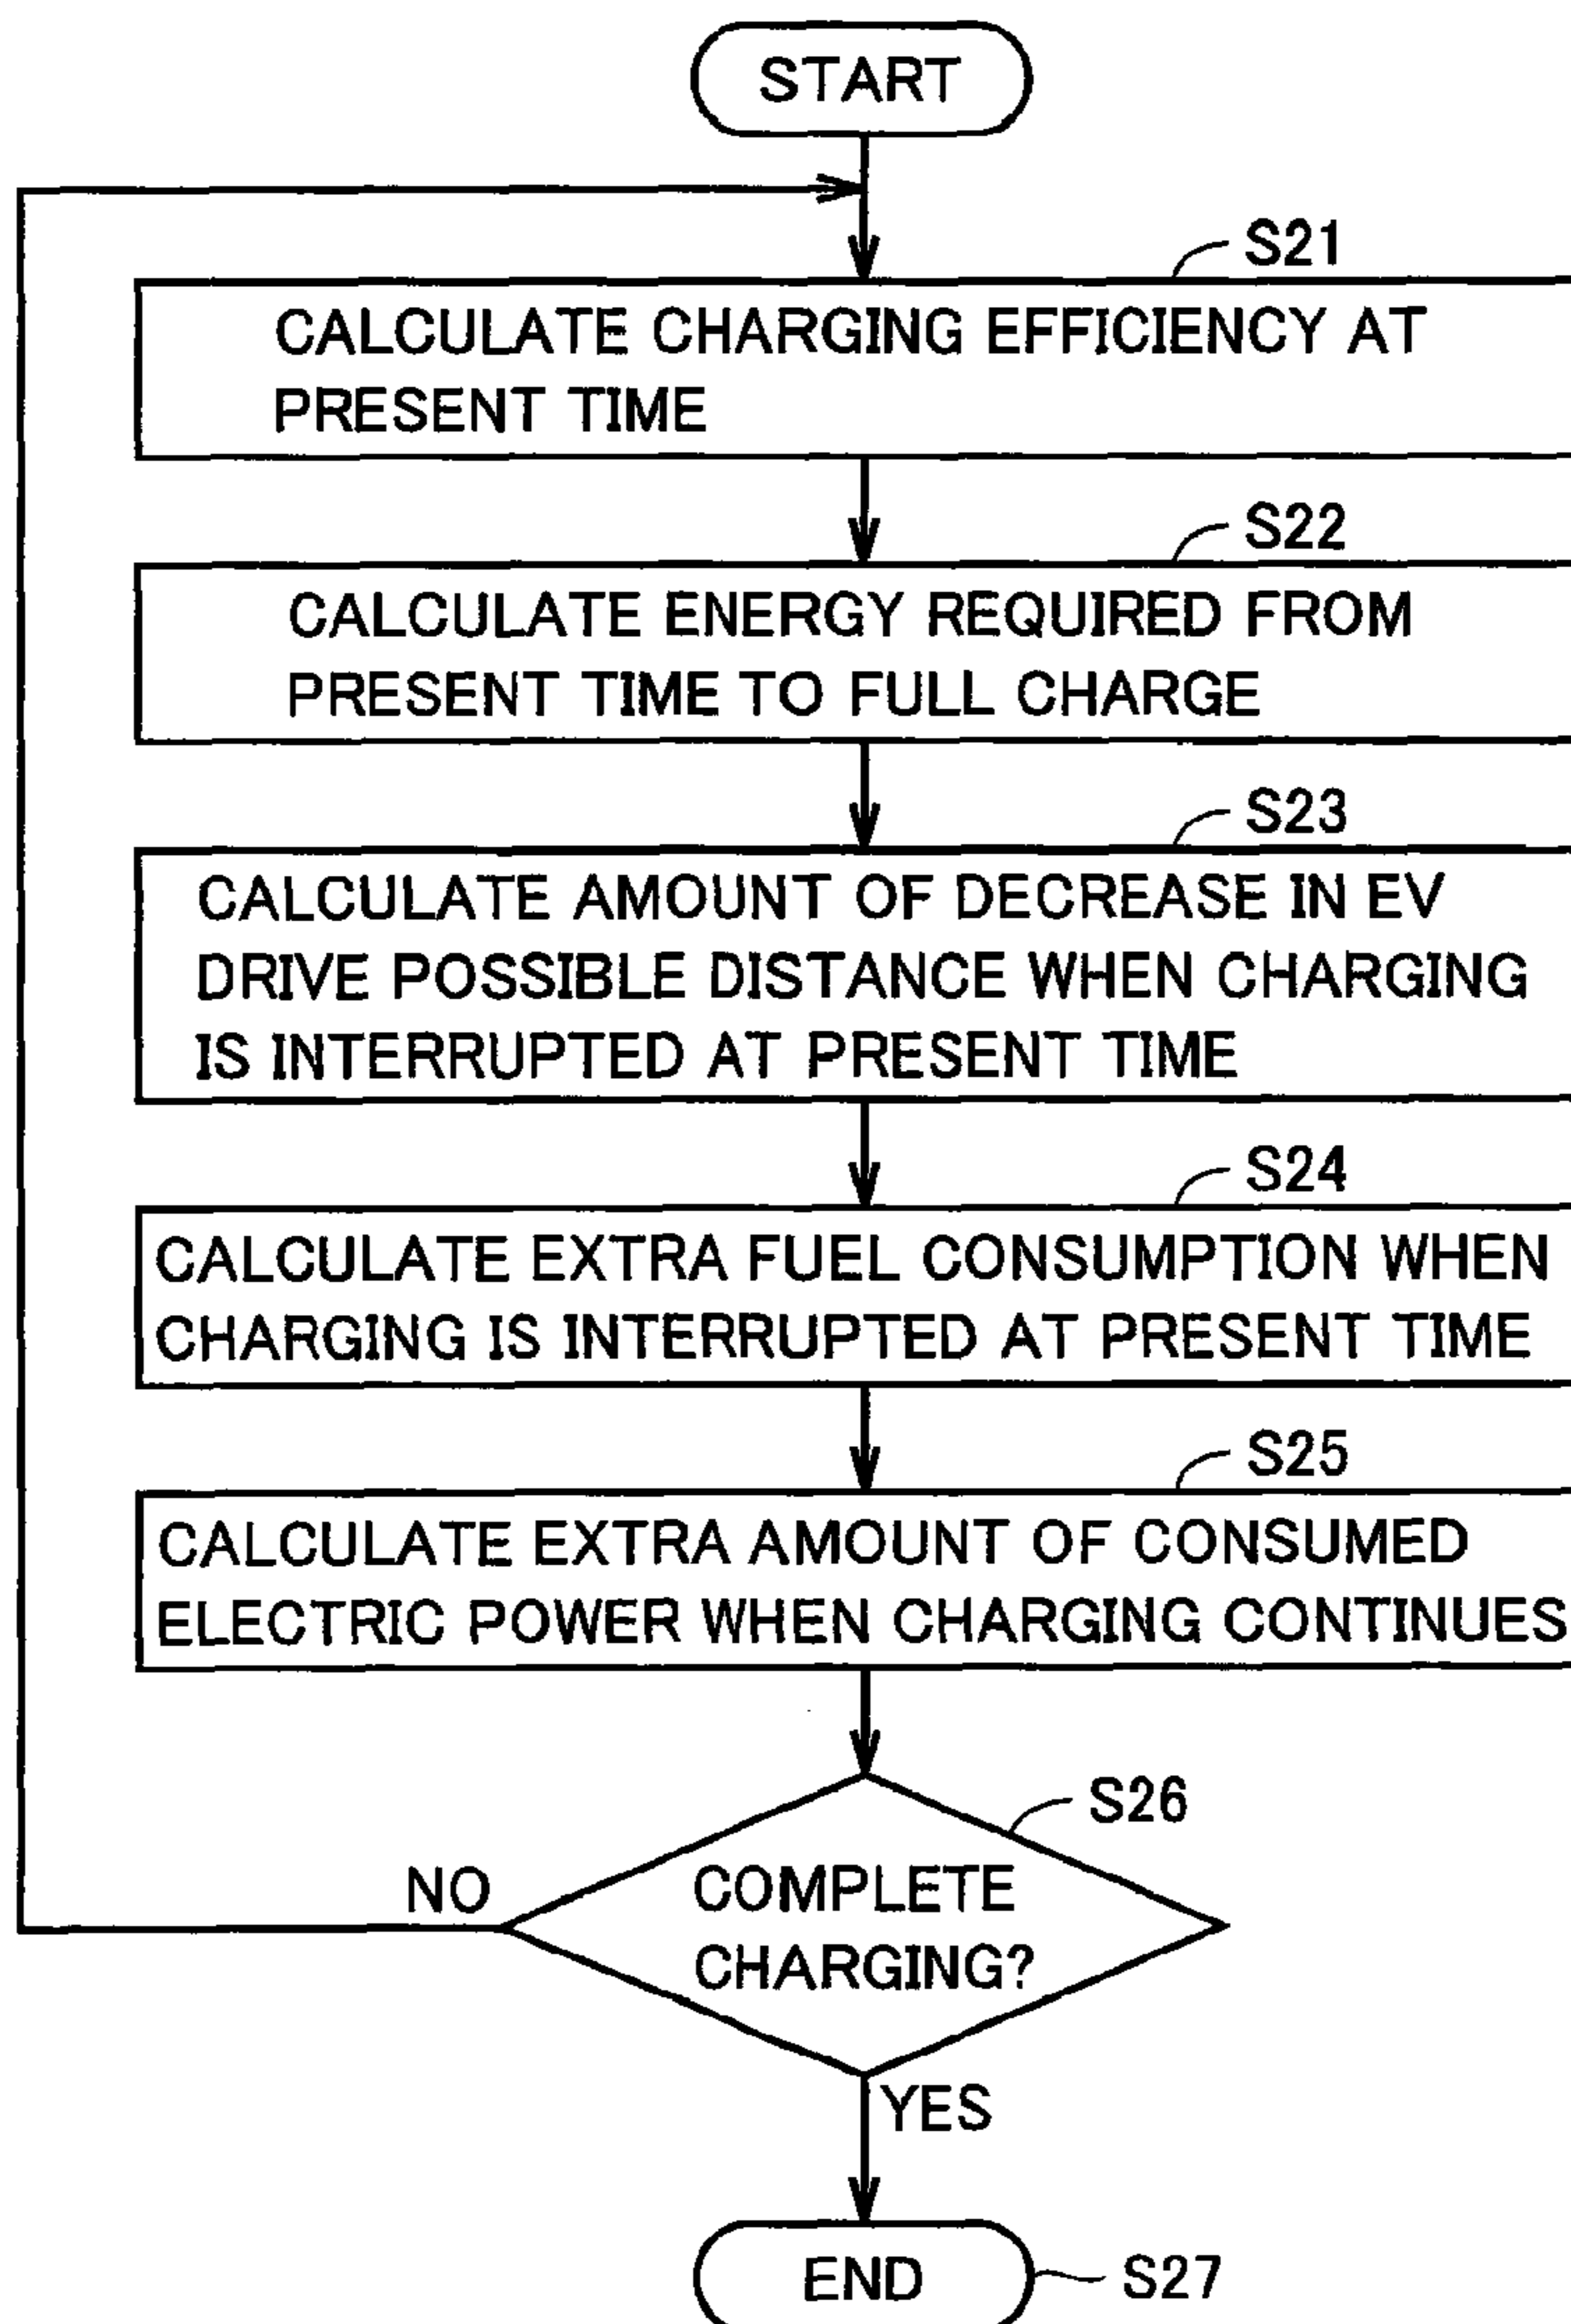 START
S21
CALCULATE CHARGING EFFICIENCY AT
PRESENT TIME
S22
CALCULATE ENERGY REQUIRED FROM
PRESENT TIME TO FULL CHARGE
S23
CALCULATE AMOUNT OF DECREASE IN EV
DRIVE POSSIBLE DISTANCE WHEN CHARGING
IS INTERRUPTED AT PRESENT TIME
S24
CALCULATE EXTRA FUEL CONSUMPTION WHEN
CHARGING IS INTERRUPTED AT PRESENT TIME
S25
CALCULATE EXTRA AMOUNT OF CONSUMED
ELECTRIC POWER WHEN CHARGING CONTINUES
S26
NO
COMPLETE
CHARGING?
YES
END
S27